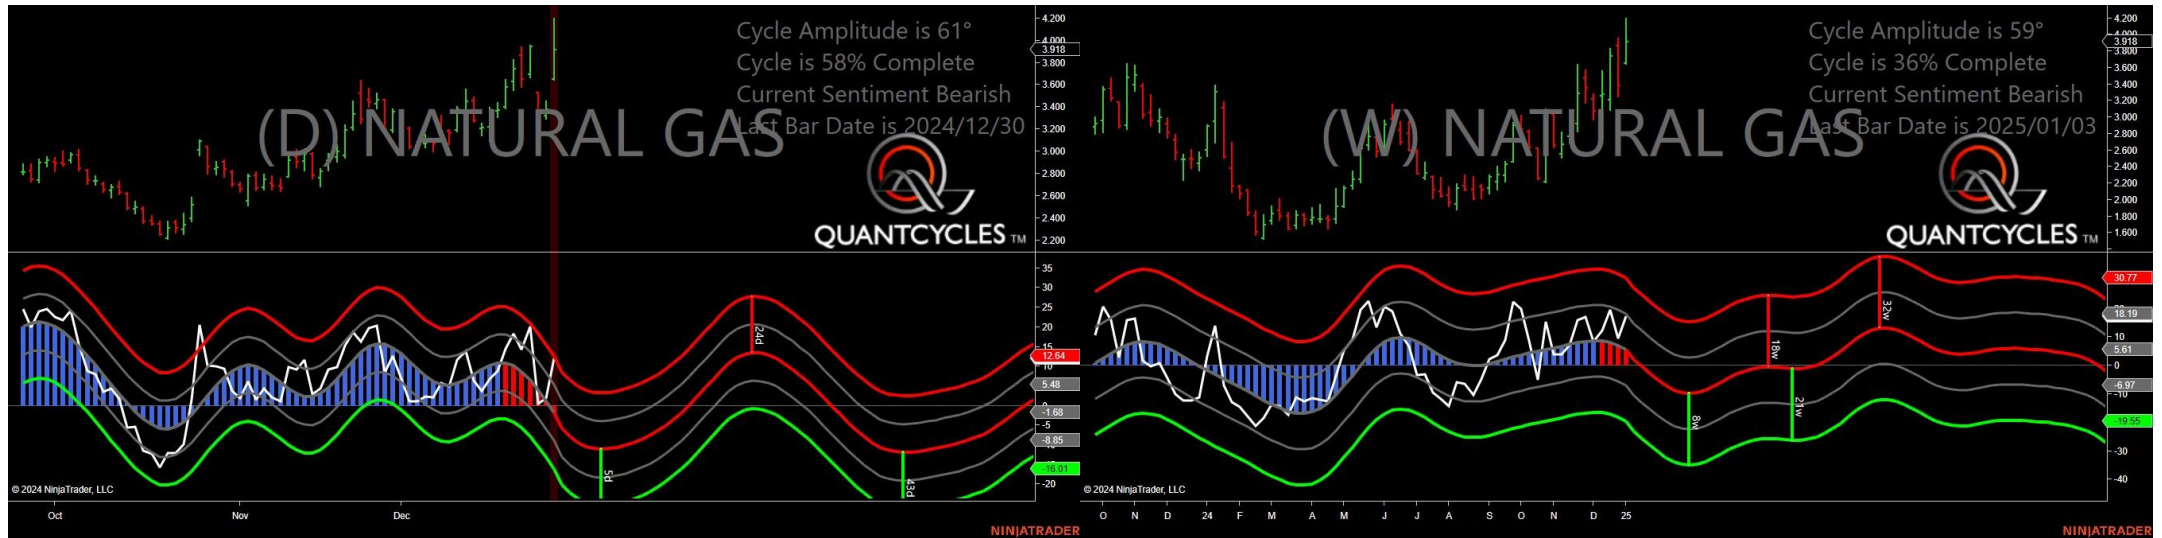 Cycle Amplitude is 61°
Cycle is 58% Complete
Current Sentiment Bearish
Last Bar Date is 2024/12/30
(D) NATURAL GAS
QUANTCYCLES TM
4.200
4.000
3.918
3.800
3.600
3.400
3.200
3.000
2.800
2.600
2.400
2.200
35
30
25
20
15
12.64
10
5.48
0
-1.68
-5
-8.85
-16.01
-20
5d
24d
43d
© 2024 NinjaTrader, LLC
Oct
Nov
Dec
NINJATRADER
Cycle Amplitude is 59°
Cycle is 36% Complete
Current Sentiment Bearish
Last Bar Date is 2025/01/03
(W) NATURAL GAS
QUANTCYCLES TM
4.200
4.000
3.918
3.800
3.600
3.400
3.200
3.000
2.800
2.600
2.400
2.200
2.000
1.800
1.600
30.77
18.19
10
5.61
0
-6.97
-10
-19.55
-30
-40
8w
18w
21w
32w
© 2024 NinjaTrader, LLC
O N D 24 F M A M J J A S O N D 25
NINJATRADER